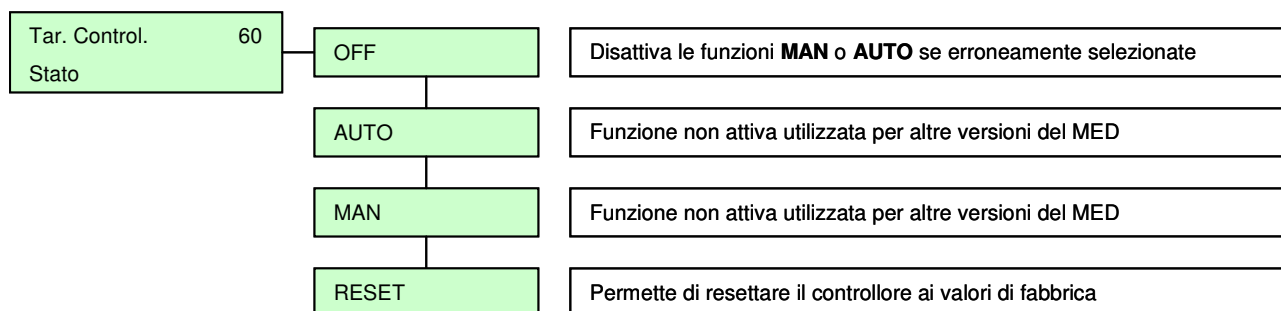 Tar. Control. 60
Stato
OFF
Disattiva le funzioni MAN o AUTO se erroneamente selezionate
AUTO
Funzione non attiva utilizzata per altre versioni del MED
MAN
Funzione non attiva utilizzata per altre versioni del MED
RESET
Permette di resettare il controllore ai valori di fabbrica